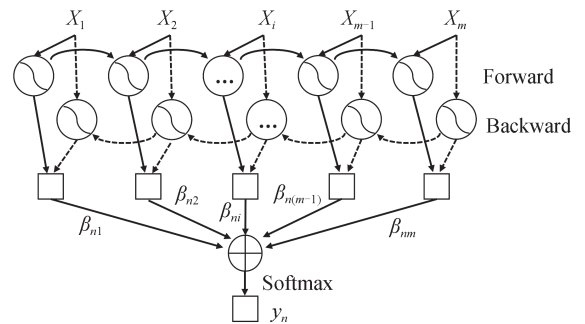 X₁ X₂ Xᵢ Xₘ₋₁ Xₘ
... Forward
... Backward
βₙ₁ βₙ₂ βₙᵢ βₙ₍ₘ₋₁₎ βₙₘ
Softmax
yₙ